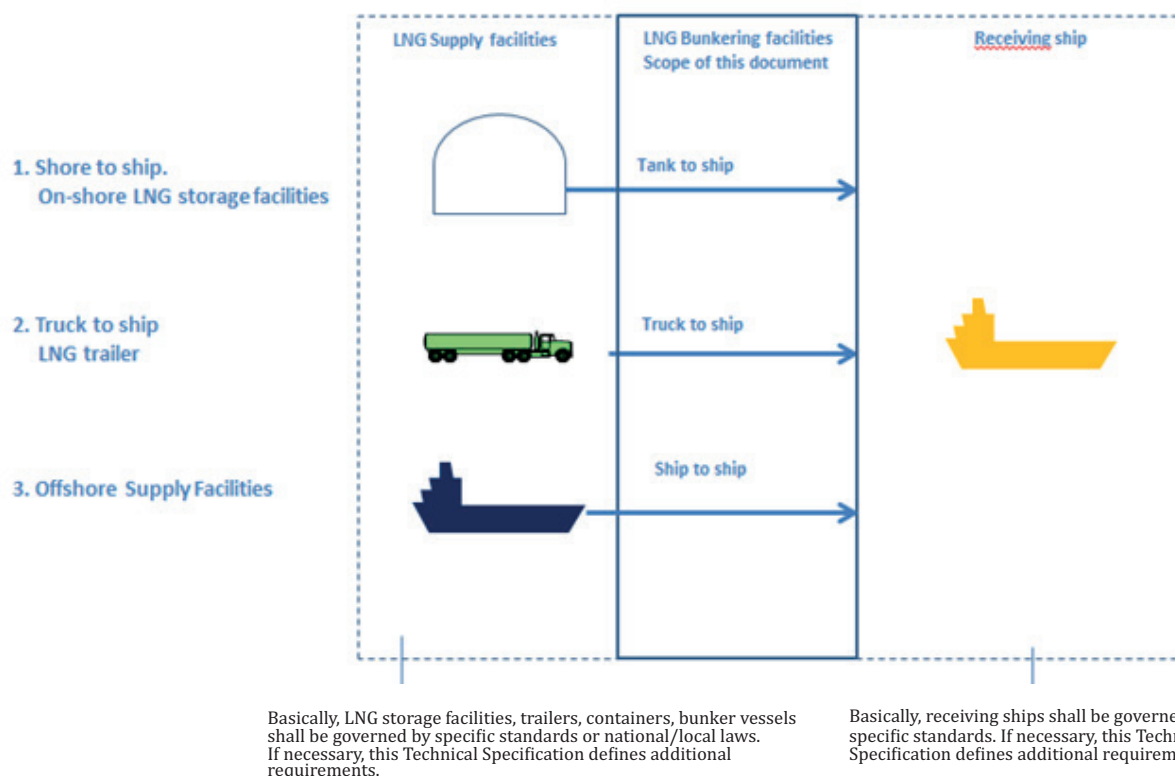 LNG Supply facilities
LNG Bunkering facilities
Scope of this document
Receiving ship
1. Shore to ship.
On-shore LNG storage facilities
Tank to ship
2. Truck to ship
LNG trailer
Truck to ship
3. Offshore Supply Facilities
Ship to ship
Basically, LNG storage facilities, trailers, containers, bunker vessels
shall be governed by specific standards or national/local laws.
If necessary, this Technical Specification defines additional
requirements.
Basically, receiving ships shall be governe
specific standards. If necessary, this Techn
Specification defines additional requirem